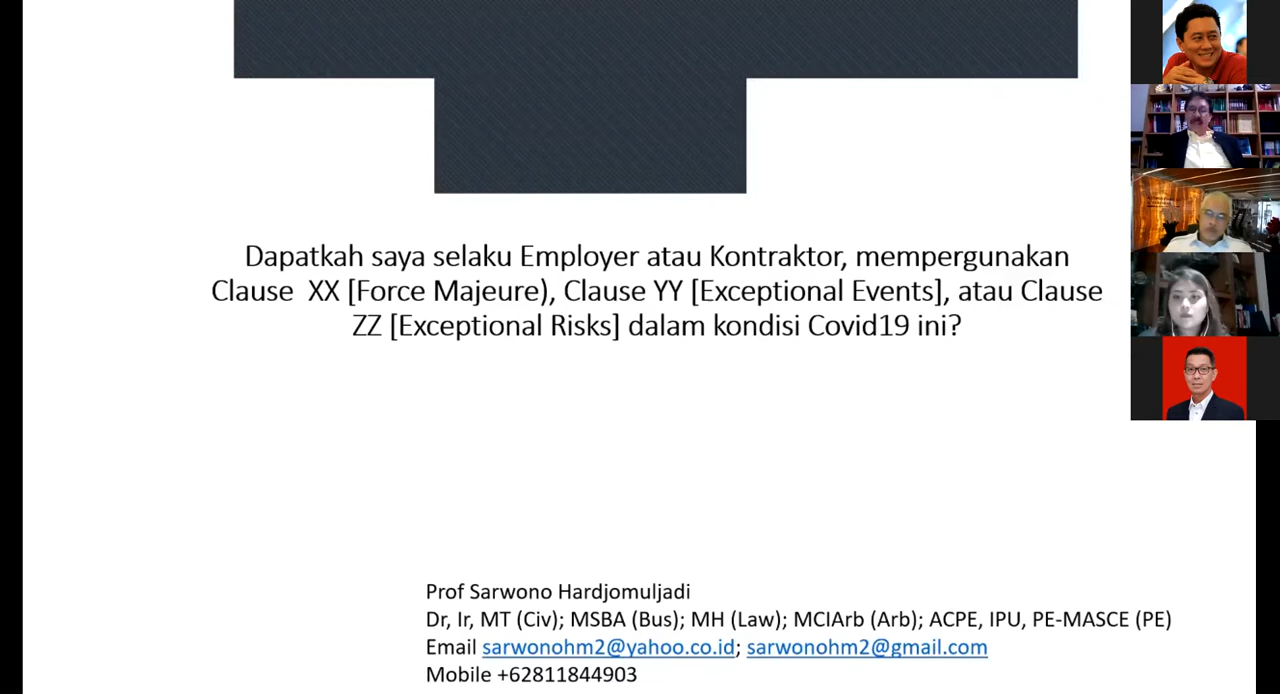 Dapatkah saya selaku Employer atau Kontraktor, mempergunakan
Clause XX [Force Majeure), Clause YY [Exceptional Events], atau Clause
ZZ [Exceptional Risks] dalam kondisi Covid19 ini?
Prof Sarwono Hardjomuljadi
Dr, Ir, MT (Civ); MSBA (Bus); MH (Law); MCIArb (Arb); ACPE, IPU, PE-MASCE (PE)
Email sarwonohm2@yahoo.co.id; sarwonohm2@gmail.com
Mobile +62811844903